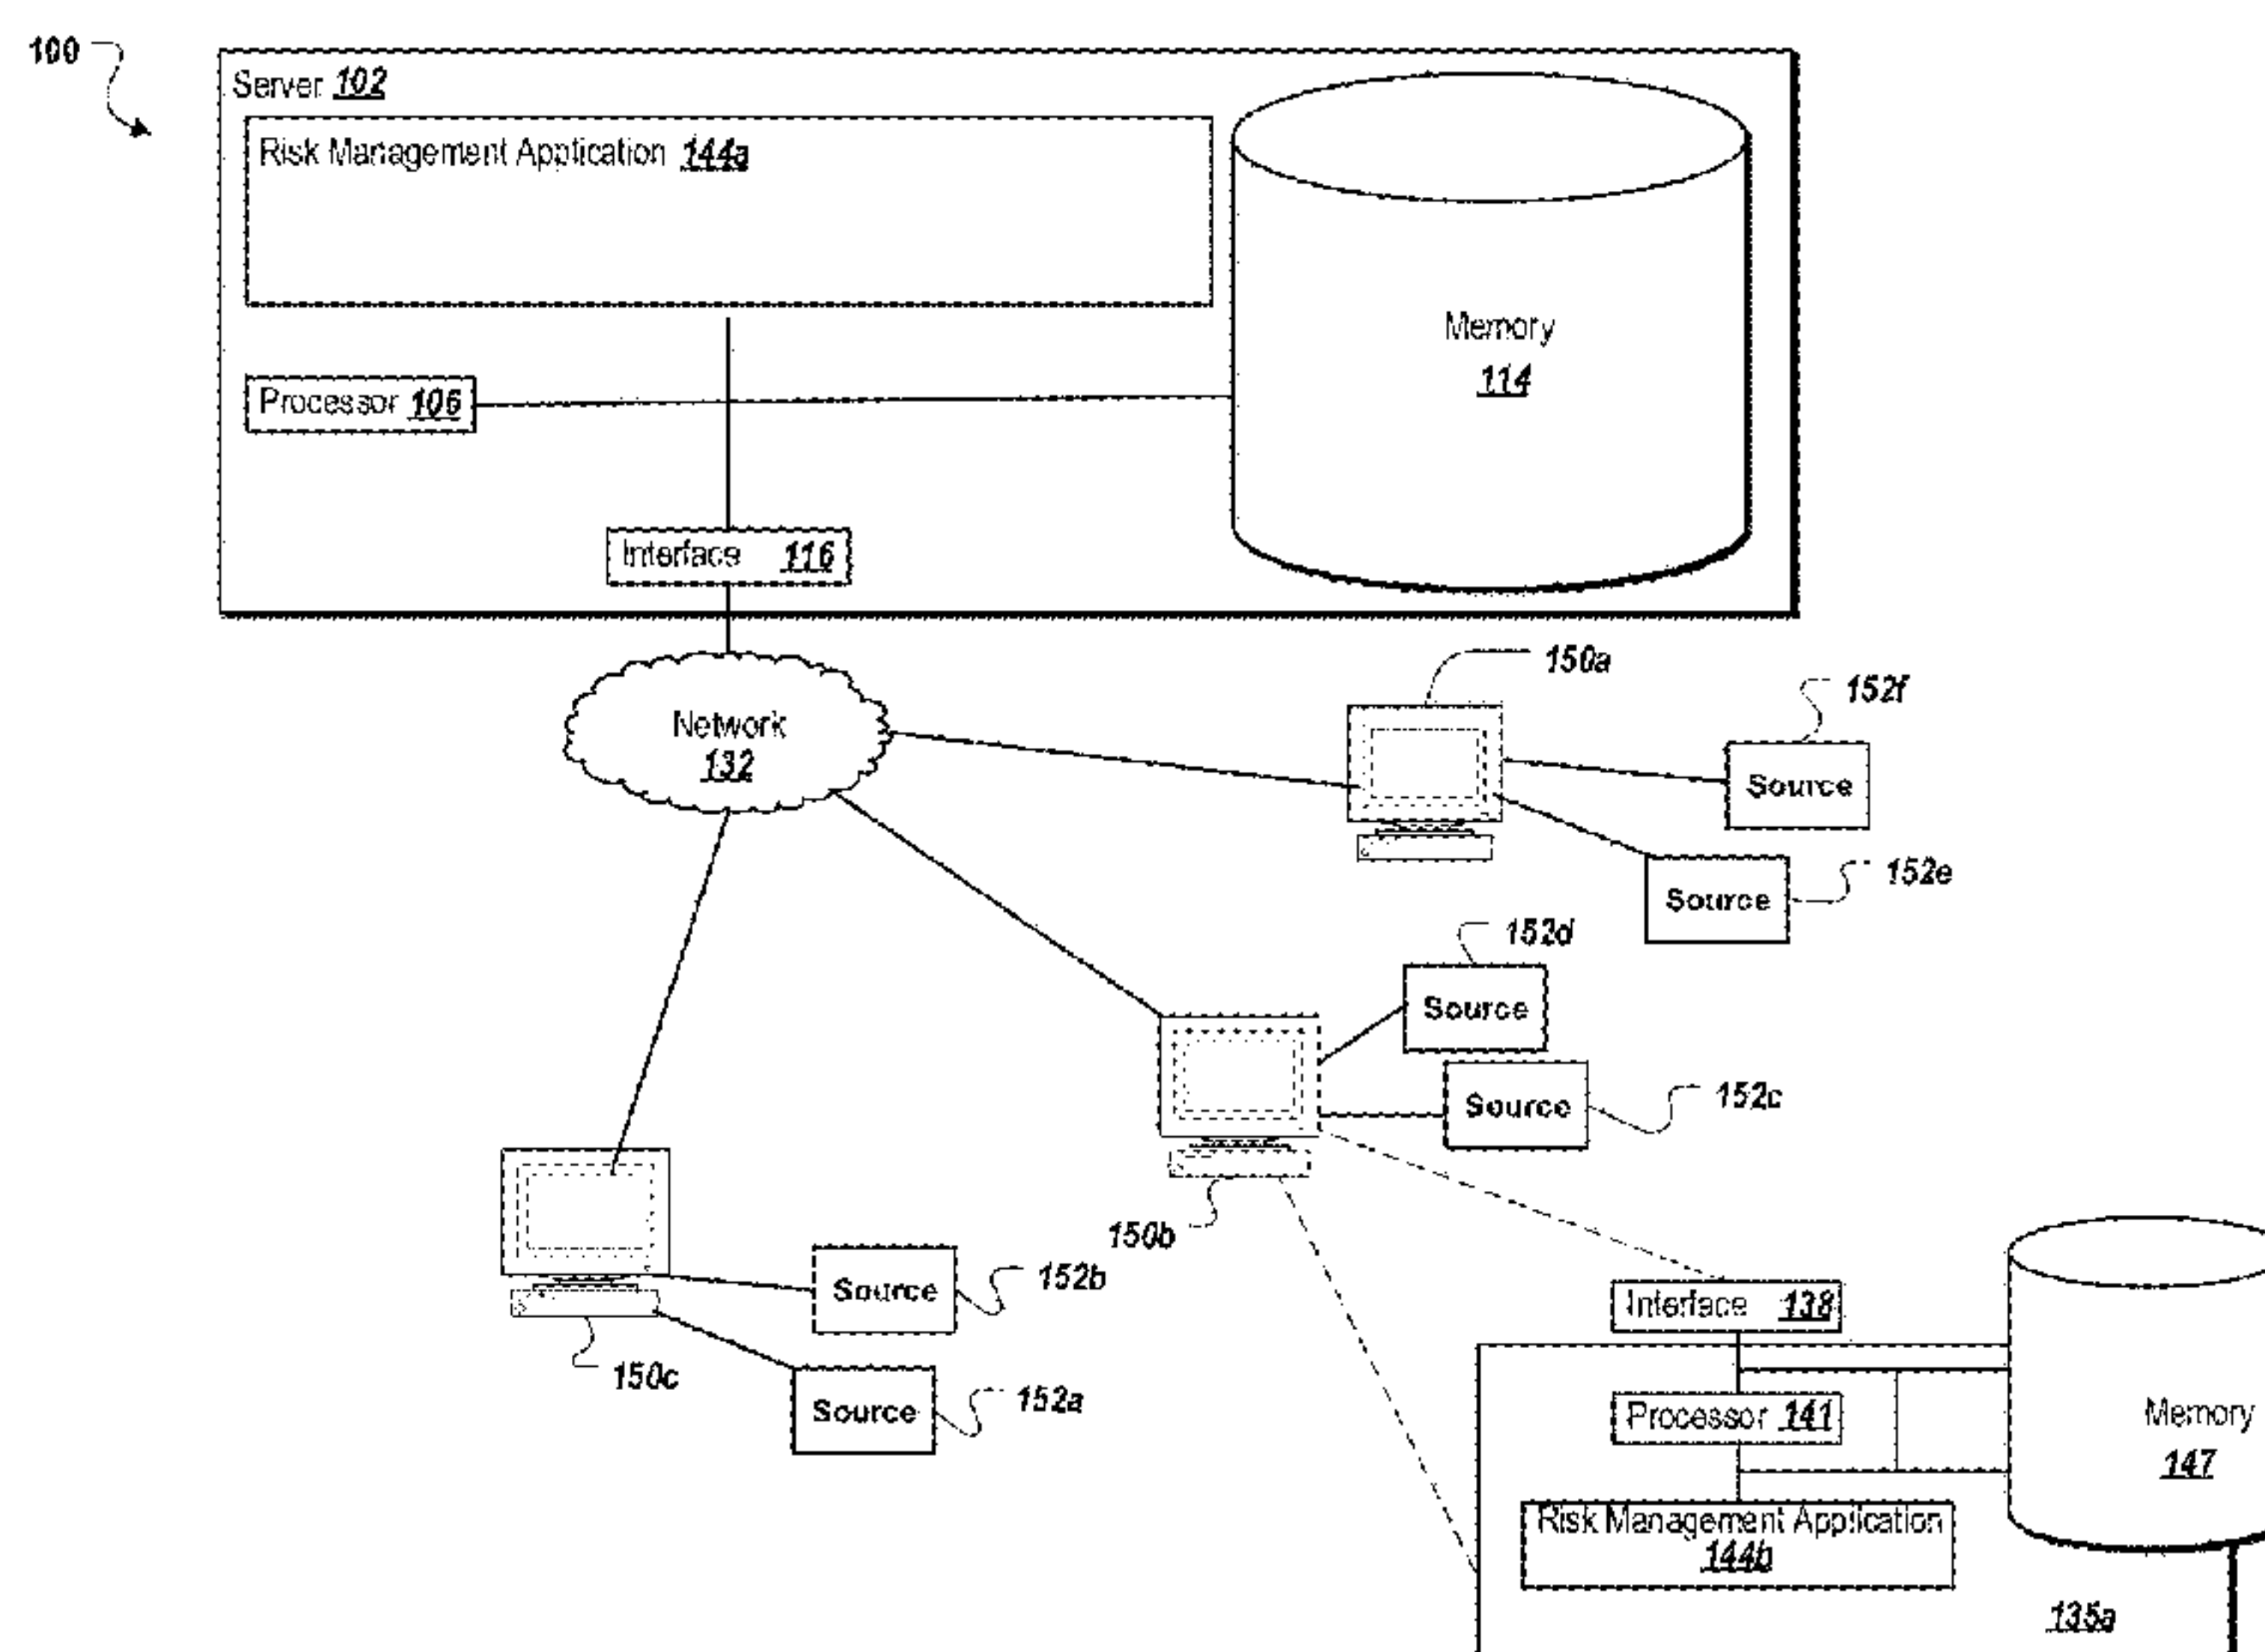 100
Server 102
Risk Management Application 144a
Memory
114
Processor 106
Interface 116
Network
132
150a
152f
Source
152e
Source
152d
Source
152c
Source
150b
152b
Source
150c
152a
Source
Interface 138
Processor 141
Memory
147
Risk Management Application
144b
135a